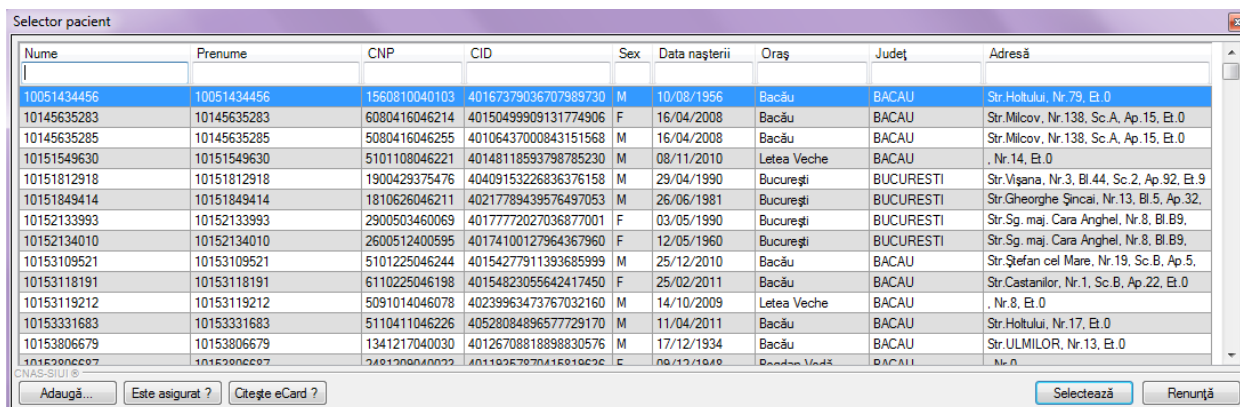 Selector pacient
Nume Prenume CNP CID Sex Data naşterii Oraş Judeţ Adresă
10051434456 10051434456 1560810040103 40167379036707989730 M 10/08/1956 Bacău BACAU Str.Holtului, Nr.79, Et.0
10145635283 10145635283 6080416046214 40150499909131774906 F 16/04/2008 Bacău BACAU Str.Milcov, Nr.138, Sc.A, Ap.15, Et.0
10145635285 10145635285 5080416046255 40106437000843151568 M 16/04/2008 Bacău BACAU Str.Milcov, Nr.138, Sc.A, Ap.15, Et.0
10151549630 10151549630 5101108046221 40148118593798785230 M 08/11/2010 Letea Veche BACAU , Nr.14, Et.0
10151812918 10151812918 1900429375476 40409153226836376158 M 29/04/1990 Bucureşti BUCURESTI Str.Vişana, Nr.3, Bl.44, Sc.2, Ap.92, Et.9
10151849414 10151849414 1810626046211 40217789439576497053 M 26/06/1981 Bucureşti BUCURESTI Str.Gheorghe Şincai, Nr.13, Bl.5, Ap.32,
10152133993 10152133993 2900503460069 40177772027036877001 F 03/05/1990 Bucureşti BUCURESTI Str.Sg. maj. Cara Anghel, Nr.8, Bl.B9,
10152134010 10152134010 2600512400595 40174100127964367960 F 12/05/1960 Bucureşti BUCURESTI Str.Sg. maj. Cara Anghel, Nr.8, Bl.B9,
10153109521 10153109521 5101225046244 40154277911393685999 M 25/12/2010 Bacău BACAU Str.Ştefan cel Mare, Nr.19, Sc.B, Ap.5,
10153118191 10153118191 6110225046198 40154823055642417450 F 25/02/2011 Bacău BACAU Str.Castanilor, Nr.1, Sc.B, Ap.22, Et.0
10153119212 10153119212 5091014046078 40239963473767032160 M 14/10/2009 Letea Veche BACAU , Nr.8, Et.0
10153331683 10153331683 5110411046226 40528084896577729170 M 11/04/2011 Bacău BACAU Str.Holtului, Nr.17, Et.0
10153806679 10153806679 1341217040030 40126708818898830576 M 17/12/1934 Bacău BACAU Str.ULMILOR, Nr.13, Et.0
10153806687 10153806687 F 09/12/1948 Bogdan Vodă BACAU
CNAS-SIUI ®
Adaugă... Este asigurat ? Citeşte eCard ? Selectează Renunţă